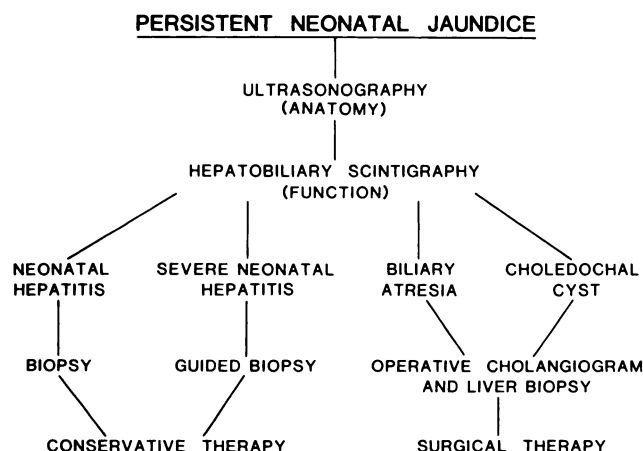 PERSISTENT NEONATAL JAUNDICE
ULTRASONOGRAPHY
(ANATOMY)
HEPATOBILIARY SCINTIGRAPHY
(FUNCTION)
NEONATAL
HEPATITIS
SEVERE NEONATAL
HEPATITIS
BILIARY
ATRESIA
CHOLEDOCHAL
CYST
BIOPSY
GUIDED BIOPSY
OPERATIVE CHOLANGIOGRAM
AND LIVER BIOPSY
CONSERVATIVE THERAPY
SURGICAL THERAPY